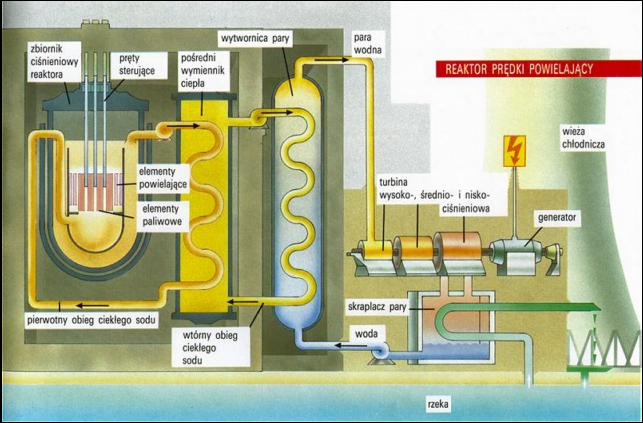 zbiornik
ciśnieniowy
reaktora
pręty
sterujące
pośredni
wymiennik
ciepła
wytwornica pary
para
wodna
REAKTOR PRĘDKI POWIELAJĄCY
wieża
chłodnicza
elementy
powielające
elementy
paliwowe
turbina
wysoko-, średnio- i nisko-
ciśnieniowa
generator
skraplacz pary
pierwotny obieg ciekłego sodu
wtórny obieg
ciekłego
sodu
woda
rzeka